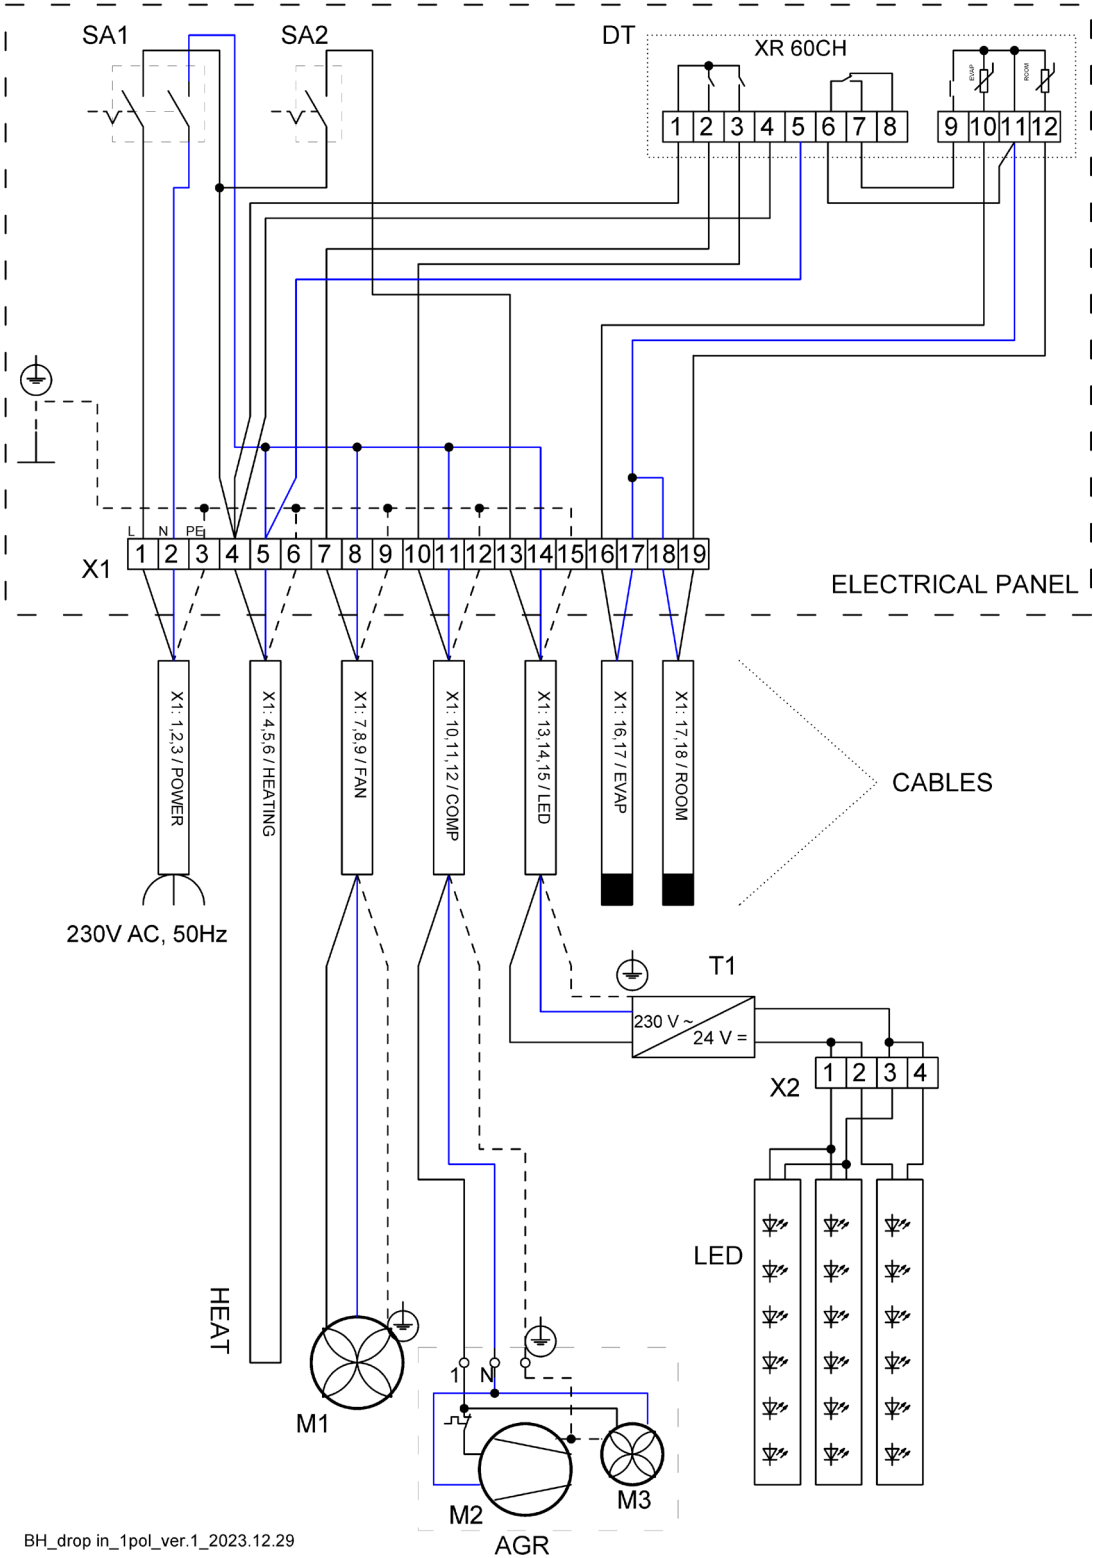 SA1 SA2 DT XR 60CH
EVAP ROOM
1 2 3 4 5 6 7 8 9 10 11 12
L N PE
X1 1 2 3 4 5 6 7 8 9 10 11 12 13 14 15 16 17 18 19
ELECTRICAL PANEL
X1: 1,2,3 / POWER
X1: 4,5,6 / HEATING
X1: 7,8,9 / FAN
X1: 10,11,12 / COMP
X1: 13,14,15 / LED
X1: 16,17 / EVAP
X1: 17,18 / ROOM
CABLES
230V AC, 50Hz
T1
230 V ~
24 V =
X2 1 2 3 4
LED
HEAT
M1
1 N
M2
M3
AGR
BH_drop in_1pol_ver.1_2023.12.29